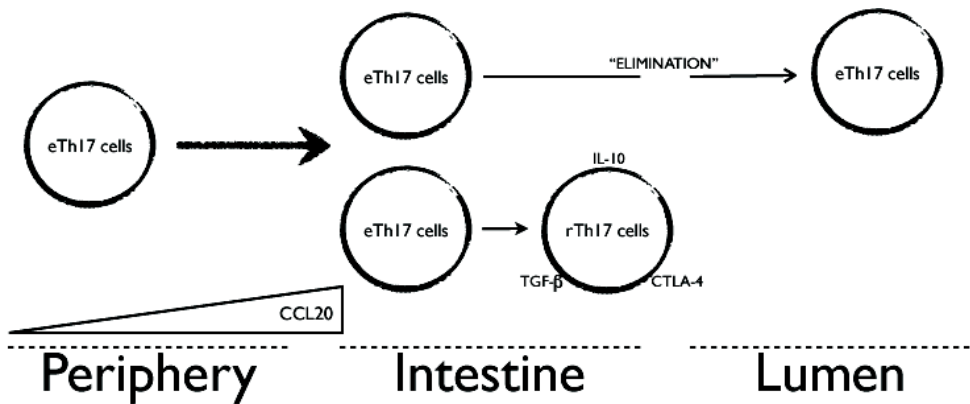 eTh17 cells
eTh17 cells
"ELIMINATION"
eTh17 cells
eTh17 cells
IL-10
rTh17 cells
TGF-β
CTLA-4
CCL20
Periphery
Intestine
Lumen